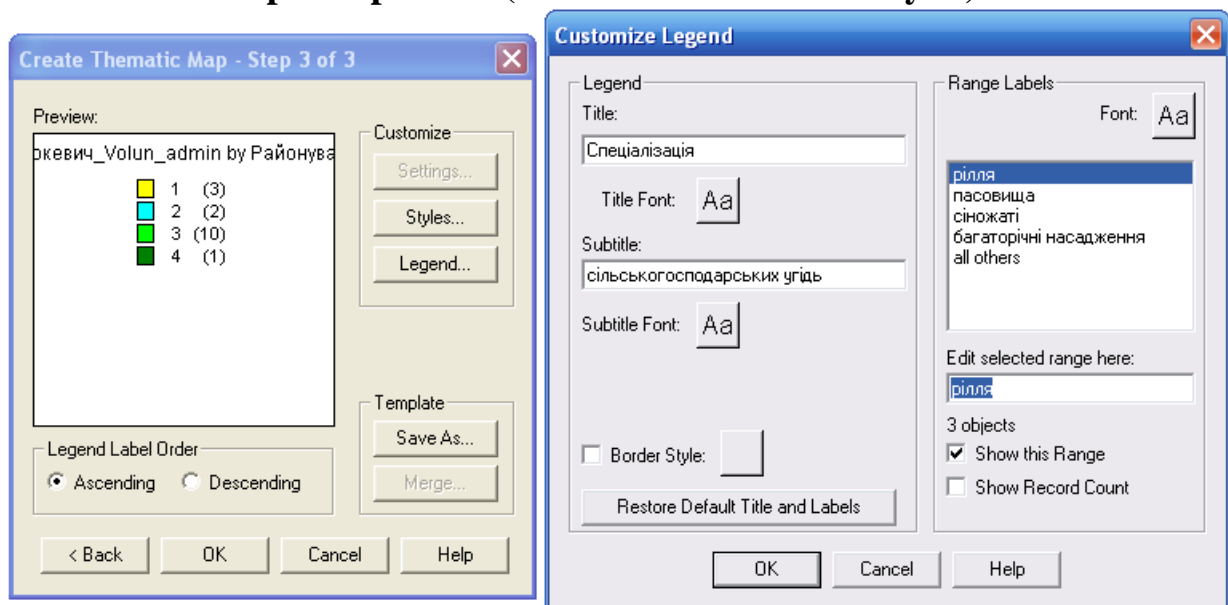 Create Thematic Map - Step 3 of 3
Preview:
ркевич_Volun_admin by Районува
1 (3)
2 (2)
3 (10)
4 (1)
Customize
Settings...
Styles...
Legend...
Template
Save As...
Merge...
Legend Label Order
Ascending Descending
< Back OK Cancel Help
Customize Legend
Legend
Title:
Спеціалізація
Title Font: Aa
Subtitle:
сільськогосподарських угідь
Subtitle Font: Aa
Border Style:
Restore Default Title and Labels
Range Labels
Font: Aa
рілля
пасовища
сіножаті
багаторічні насадження
all others
Edit selected range here:
рілля
3 objects
Show this Range
Show Record Count
OK Cancel Help